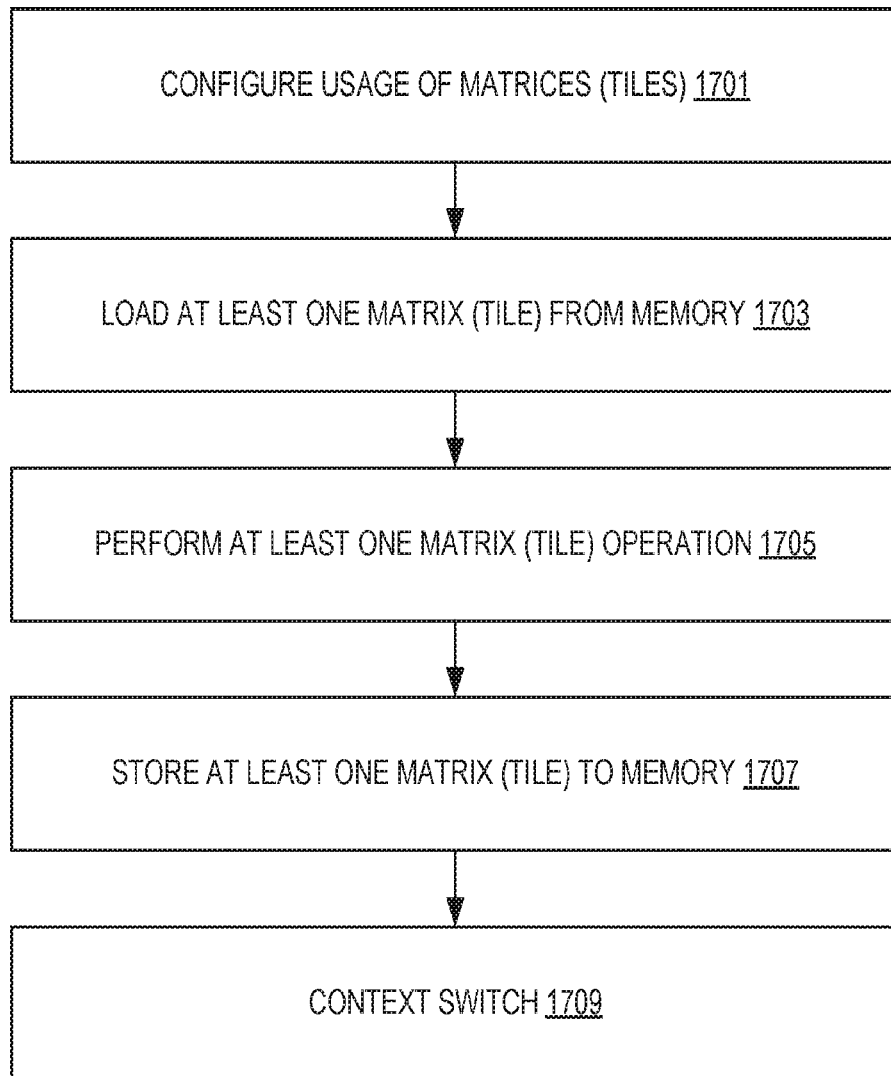 CONFIGURE USAGE OF MATRICES (TILES) 1701
LOAD AT LEAST ONE MATRIX (TILE) FROM MEMORY 1703
PERFORM AT LEAST ONE MATRIX (TILE) OPERATION 1705
STORE AT LEAST ONE MATRIX (TILE) TO MEMORY 1707
CONTEXT SWITCH 1709